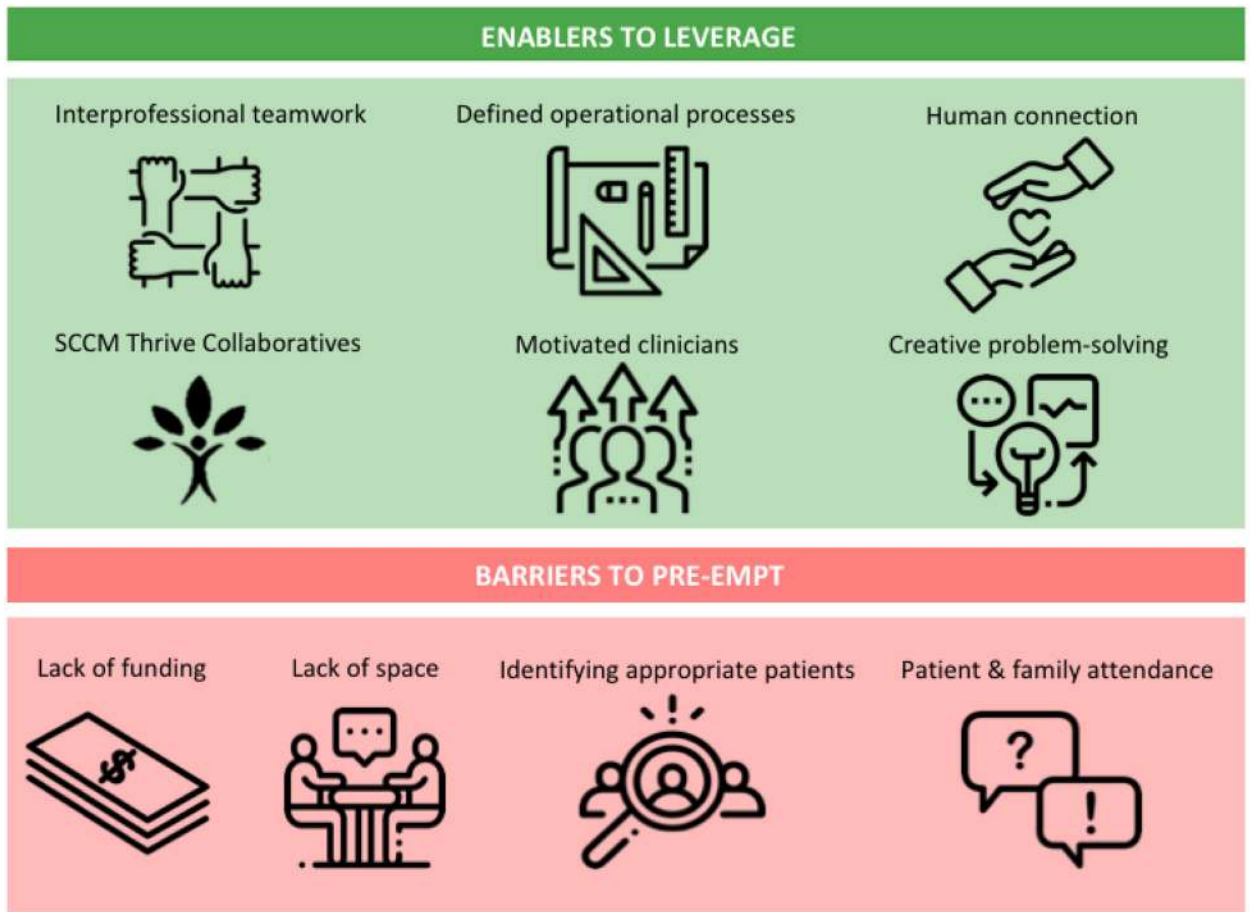 ENABLERS TO LEVERAGE
Interprofessional teamwork
Defined operational processes
Human connection
SCCM Thrive Collaboratives
Motivated clinicians
Creative problem-solving
BARRIERS TO PRE-EMPT
Lack of funding
Lack of space
Identifying appropriate patients
Patient & family attendance
$
?
!